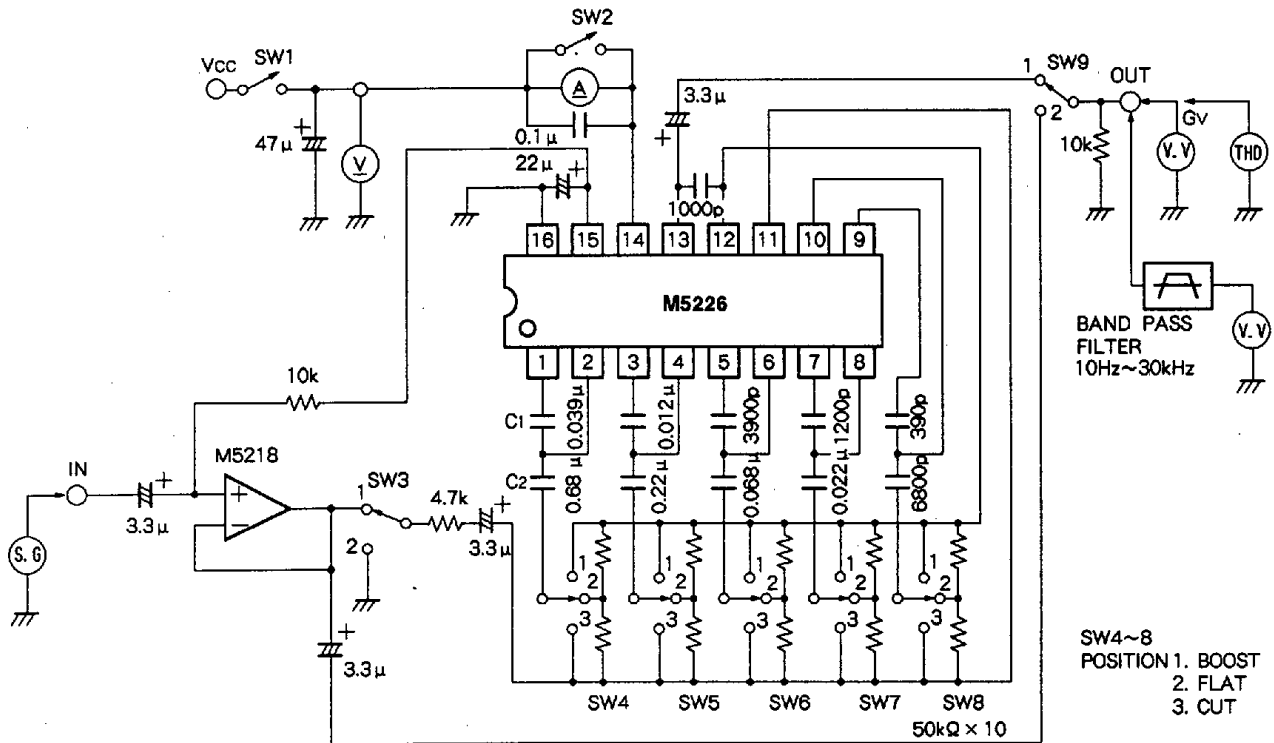 SW2
SW1
Vcc
A
0.1μ
47μ
22μ
V
3.3μ
1000p
1
SW9
OUT
2
10k
Gv
V.V
THD
16
15
14
13
12
11
10
9
M5226
BAND PASS
FILTER
10Hz~30kHz
V.V
1
2
3
4
5
6
7
8
10k
C1
0.039μ
0.012μ
3900p
1200p
390p
C2
0.68μ
0.22μ
0.068μ
0.022μ
6800p
IN
M5218
+
−
3.3μ
1
SW3
2
4.7k
3.3μ
S.G
3.3μ
1
2
3
1
2
3
1
2
3
1
2
3
1
2
3
SW4
SW5
SW6
SW7
SW8
50kΩ × 10
SW4~8
POSITION 1. BOOST
2. FLAT
3. CUT